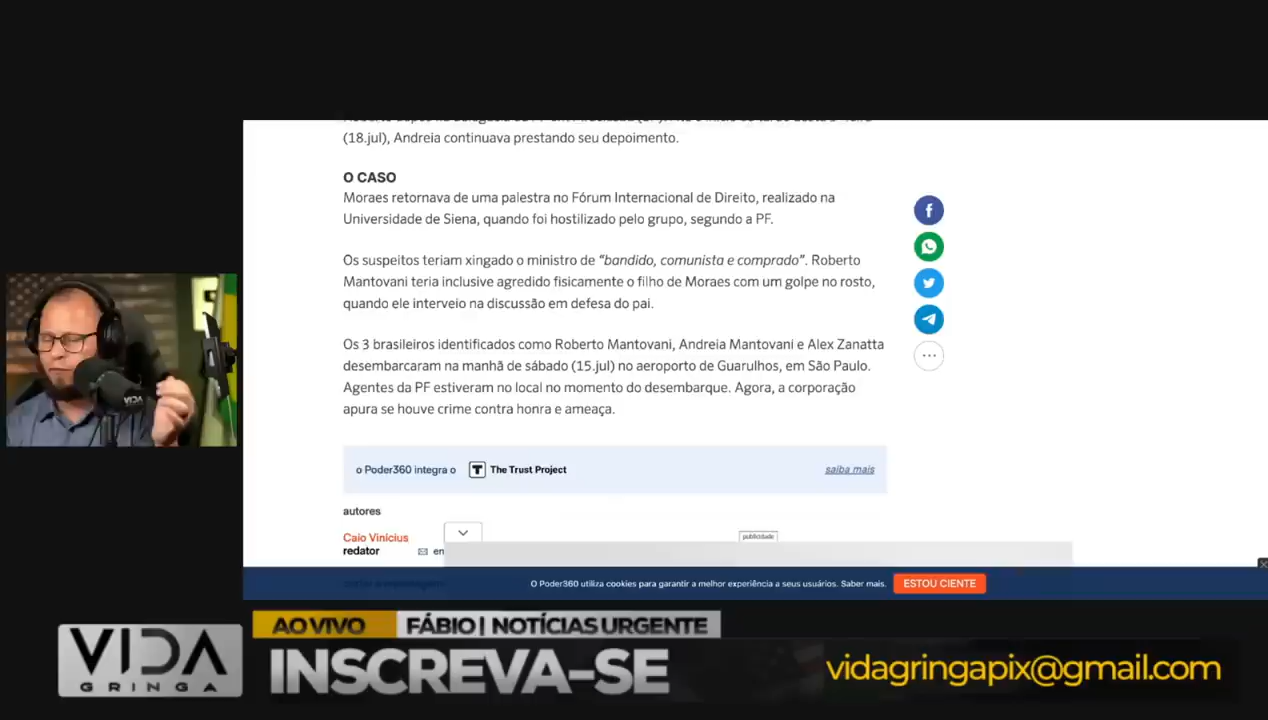 (18.jul), Andreia continuava prestando seu depoimento.
O CASO
Moraes retornava de uma palestra no Fórum Internacional de Direito, realizado na
Universidade de Siena, quando foi hostilizado pelo grupo, segundo a PF.
Os suspeitos teriam xingado o ministro de “bandido, comunista e comprado”. Roberto
Mantovani teria inclusive agredido fisicamente o filho de Moraes com um golpe no rosto,
quando ele interveio na discussão em defesa do pai.
Os 3 brasileiros identificados como Roberto Mantovani, Andreia Mantovani e Alex Zanatta
desembarcaram na manhã de sábado (15.jul) no aeroporto de Guarulhos, em São Paulo.
Agentes da PF estiveram no local no momento do desembarque. Agora, a corporação
apura se houve crime contra honra e ameaça.
o Poder360 integra o
T The Trust Project
saiba mais
autores
Caio Vinícius
redator
en
publicidade
O Poder360 utiliza cookies para garantir a melhor experiência a seus usuários. Saber mais.
ESTOU CIENTE
VIDA
AO VIVO
FÁBIO | NOTÍCIAS URGENTE
VIDA
GRINGA
INSCREVA-SE
vidagringapix@gmail.com